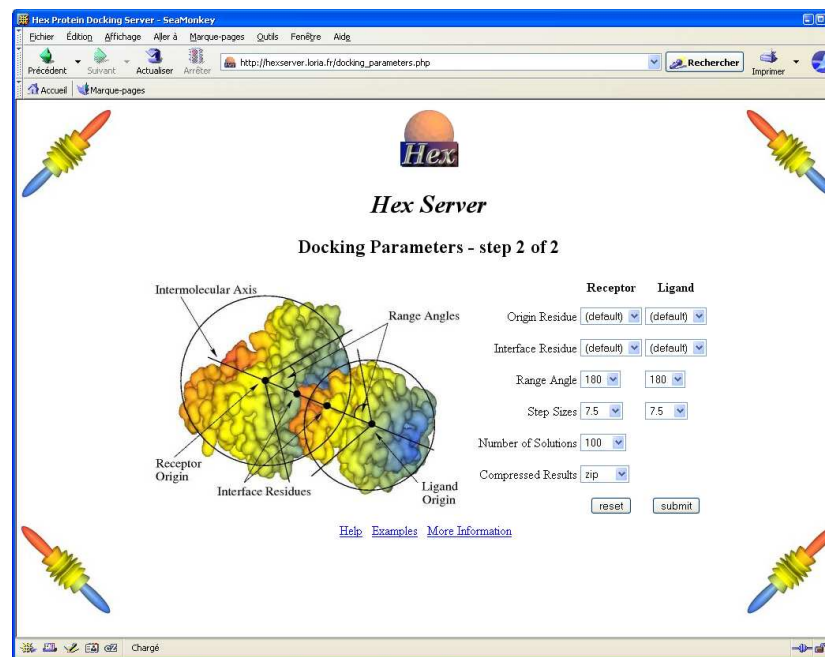 Hex Protein Docking Server - SeaMonkey
Fichier Édition Affichage Aller à Marque-pages Outils Fenêtre Aide
Précédent Suivant Actualiser Arrêter http://hexserver.loria.fr/docking_parameters.php Rechercher Imprimer
Accueil Marque-pages
Hex
Hex Server
Docking Parameters - step 2 of 2
Intermolecular Axis
Range Angles
Receptor
Origin
Interface Residues
Ligand
Origin
Receptor Ligand
Origin Residue (default) (default)
Interface Residue (default) (default)
Range Angle 180 180
Step Sizes 7.5 7.5
Number of Solutions 100
Compressed Results zip
reset submit
Help Examples More Information
Chargé